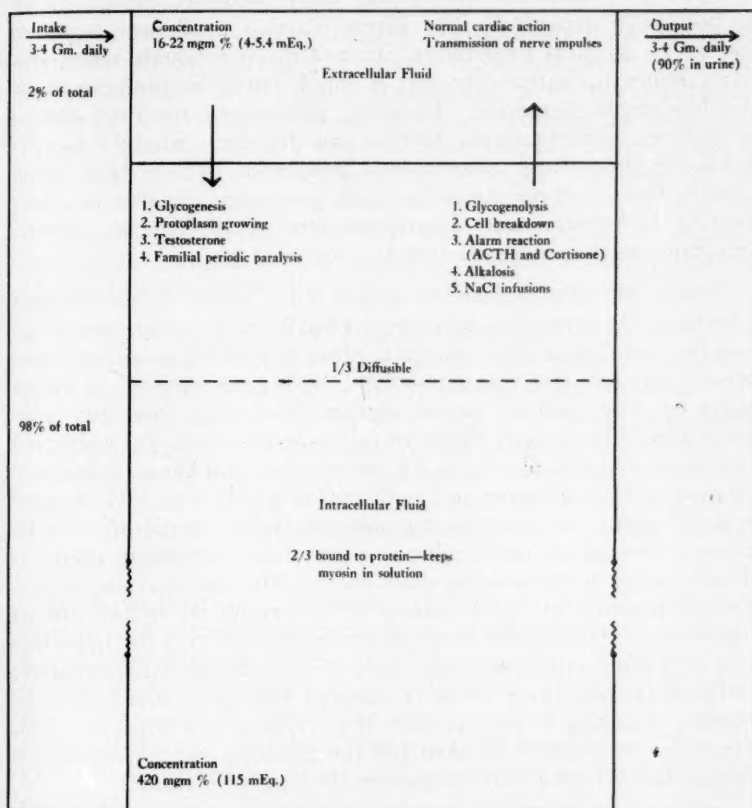 Intake
3-4 Gm. daily
Concentration
16-22 mgm % (4-5.4 mEq.)
Normal cardiac action
Transmission of nerve impulses
Output
3-4 Gm. daily
(90% in urine)
Extracellular Fluid
2% of total
1. Glycogenesis
2. Protoplasm growing
3. Testosterone
4. Familial periodic paralysis
1. Glycogenolysis
2. Cell breakdown
3. Alarm reaction
(ACTH and Cortisone)
4. Alkalosis
5. NaCl infusions
1/3 Diffusible
98% of total
Intracellular Fluid
2/3 bound to protein—keeps
myosin in solution
Concentration
420 mgm % (115 mEq.)